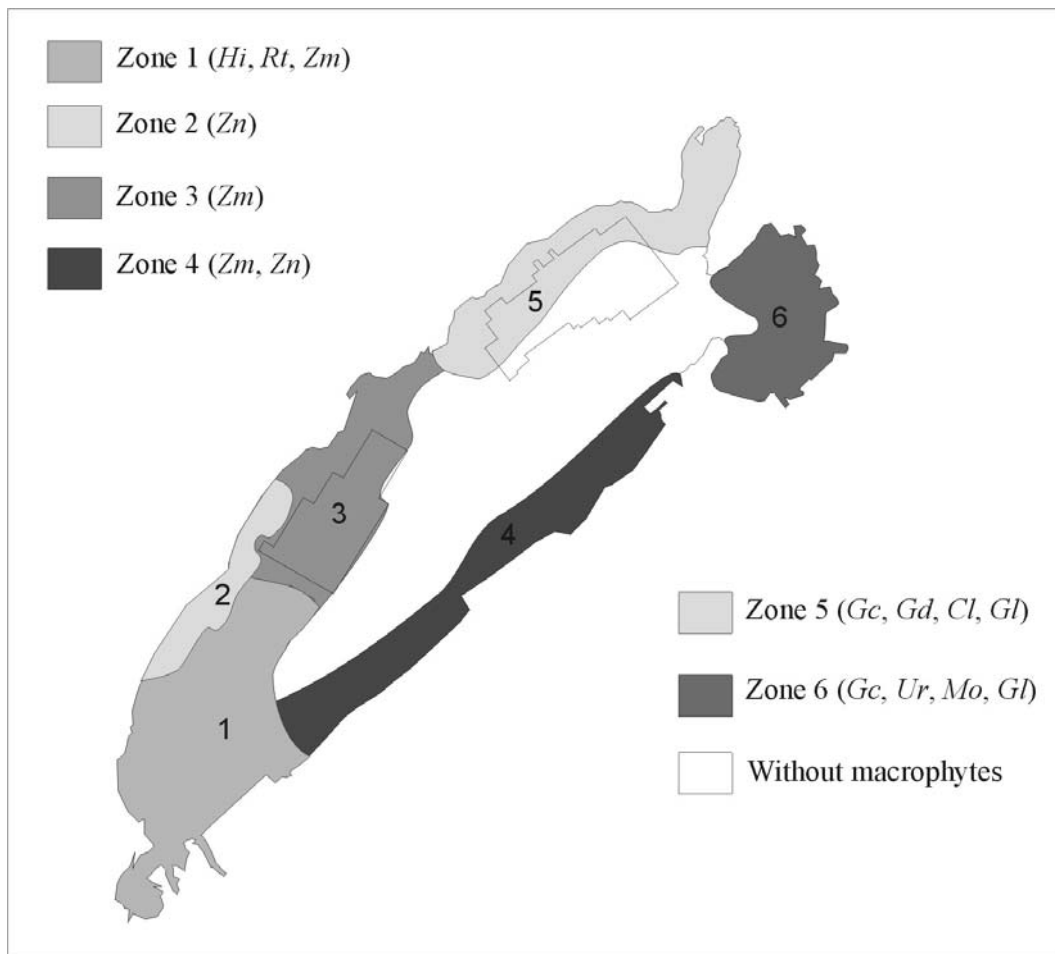 Zone 1 (Hi, Rt, Zm)
Zone 2 (Zn)
Zone 3 (Zm)
Zone 4 (Zm, Zn)
5
6
3
4
2
1
Zone 5 (Gc, Gd, Cl, Gl)
Zone 6 (Gc, Ur, Mo, Gl)
Without macrophytes